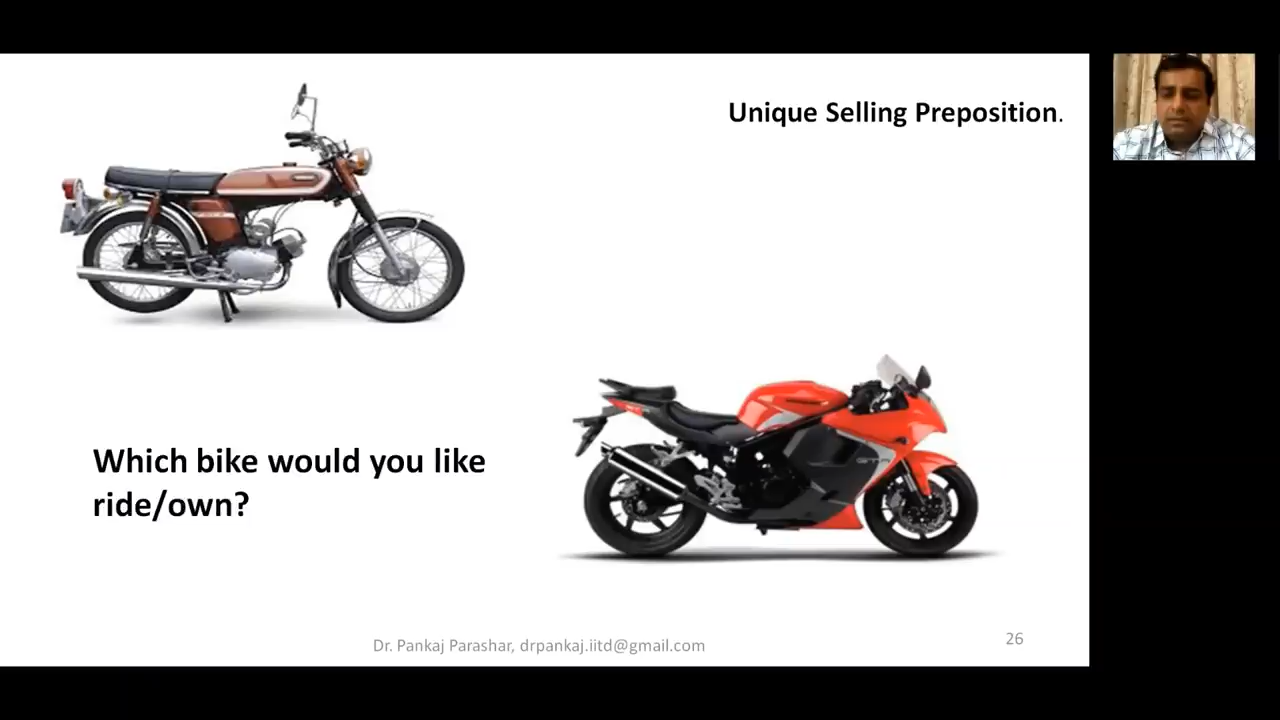 Unique Selling Preposition.
Which bike would you like
ride/own?
Dr. Pankaj Parashar, drpankaj.iitd@gmail.com
26